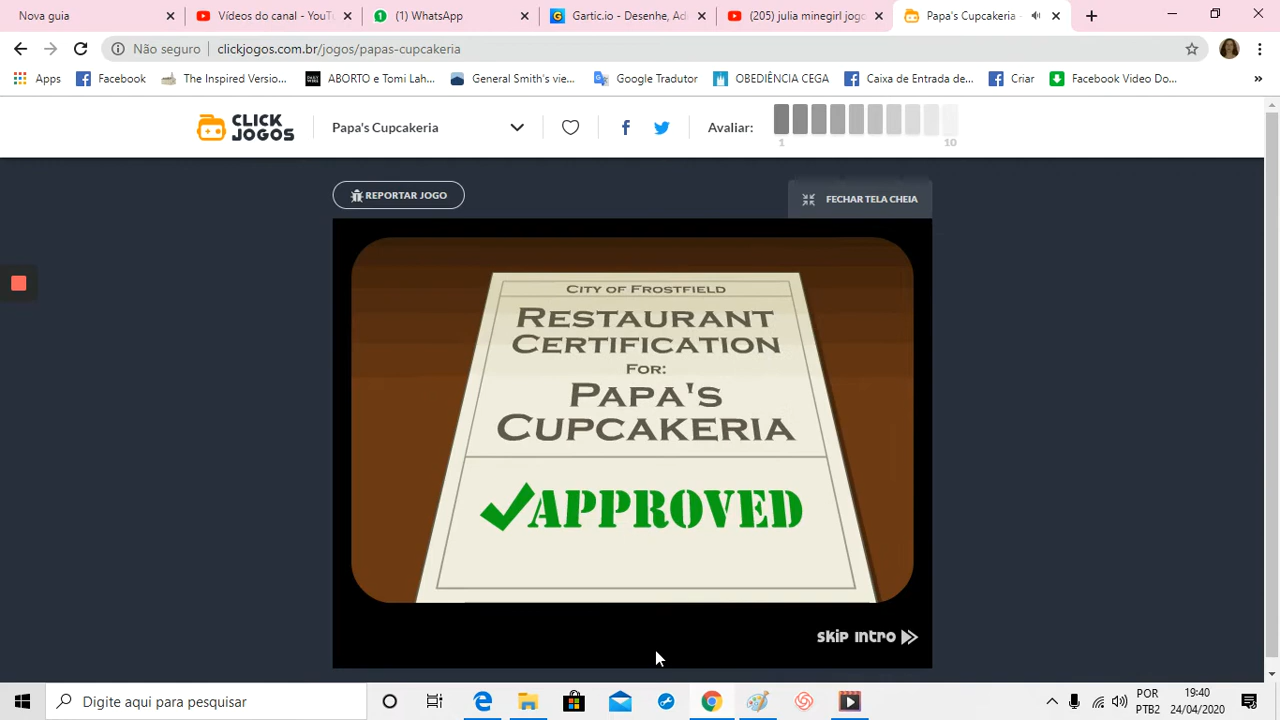 Nova guia
Vídeos do canal - YouTu
(1) WhatsApp
Gartic.io - Desenhe, Ad
(205) julia minegirl jogo
Papa's Cupcakeria -
Não seguro
clickjogos.com.br/jogos/papas-cupcakeria
Apps
Facebook
The Inspired Versio...
ABORTO e Tomi Lah...
General Smith's vie...
Google Tradutor
OBEDIÊNCIA CEGA
Caixa de Entrada de...
Criar
Facebook Video Do...
»
CLICK
JOGOS
Papa's Cupcakeria
Avaliar:
1
10
REPORTAR JOGO
FECHAR TELA CHEIA
City of Frostfield
Restaurant
Certification
For:
Papa's
Cupcakeria
APPROVED
skip intro
Digite aqui para pesquisar
POR
PTB2
19:40
24/04/2020